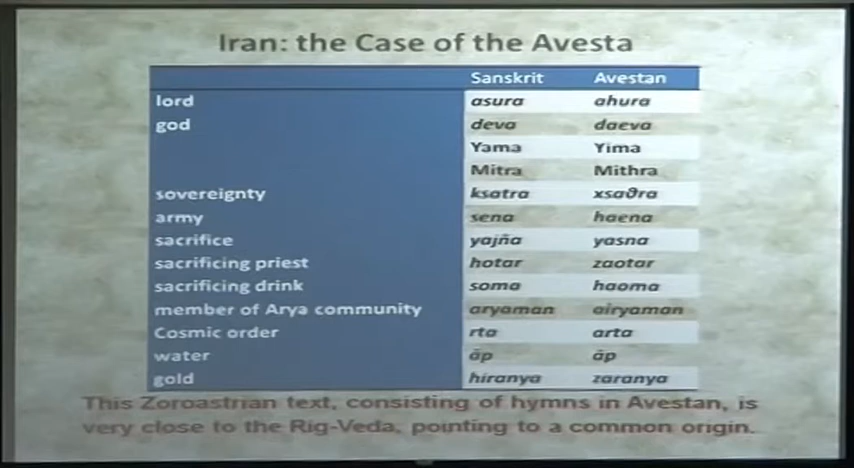 Iran: the Case of the Avesta
Sanskrit Avestan
lord asura ahura
god deva daeva
Yama Yima
Mitra Mithra
sovereignty ksatra xsaϑra
army sena haena
sacrifice yajña yasna
sacrificing priest hotar zaotar
sacrificing drink soma haoma
member of Arya community aryaman airyaman
Cosmic order rta arta
water āp āp
gold hiranya zaranya
This Zoroastrian text, consisting of hymns in Avestan, is
very close to the Rig-Veda, pointing to a common origin.